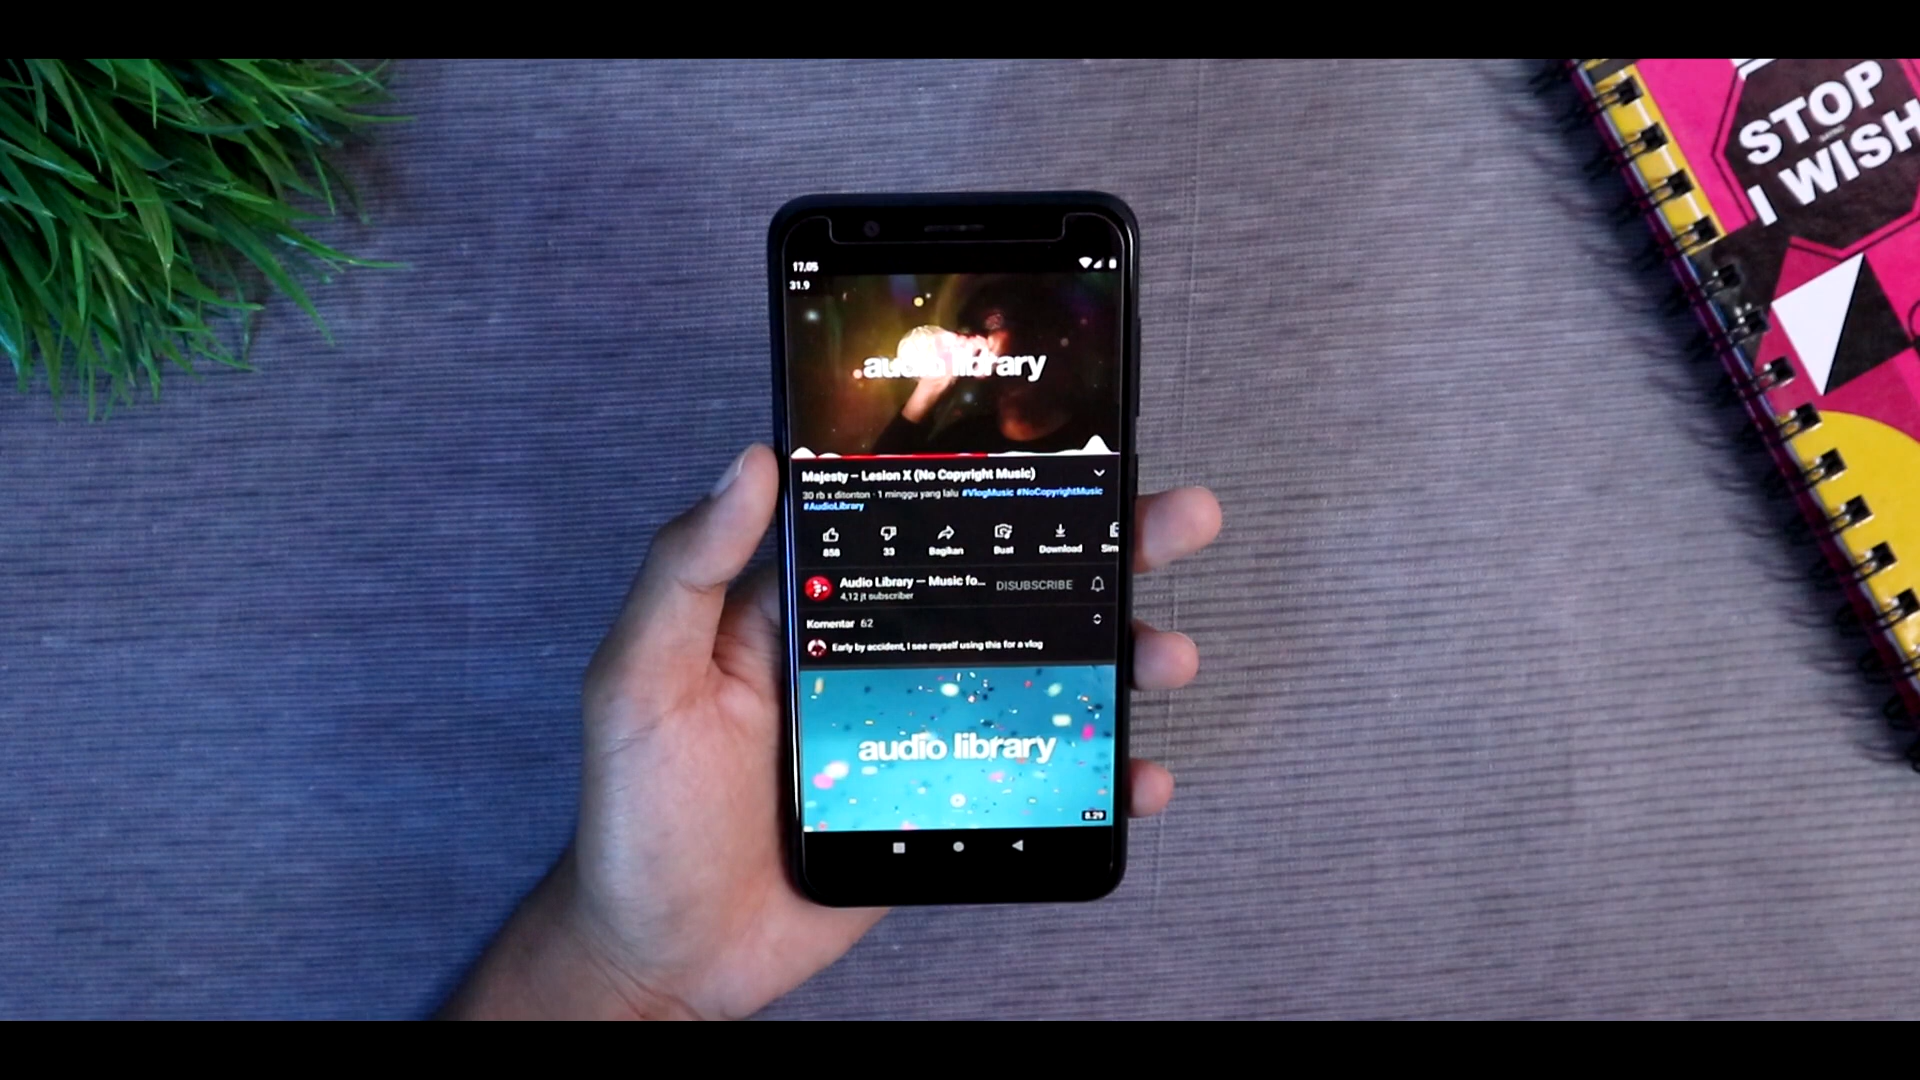 17.05
31.9
audio library
Majesty – Lesion X (No Copyright Music)
30 rb x ditonton · 1 minggu yang lalu #VlogMusic #NoCopyrightMusic
#AudioLibrary
858
33
Bagikan
Buat
Download
Sim
Audio Library — Music fo...
DISUBSCRIBE
4,12 jt subscriber
Komentar 62
Early by accident, I see myself using this for a vlog
audio library
8.29
STOP
I WISH